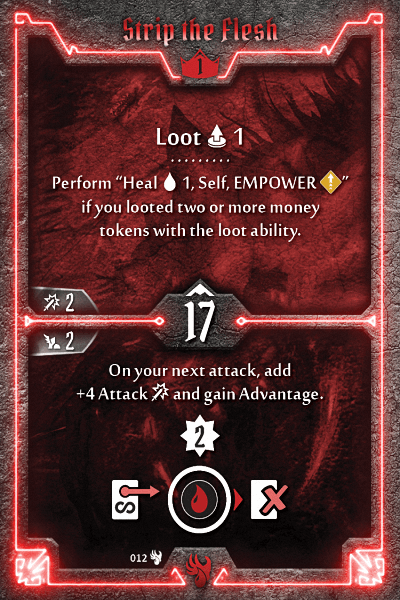 Strip the Flesh
1
Loot 1
Perform “Heal 1, Self, EMPOWER ”
if you looted two or more money
tokens with the loot ability.
2
17
2
On your next attack, add
+4 Attack and gain Advantage.
2
S
012